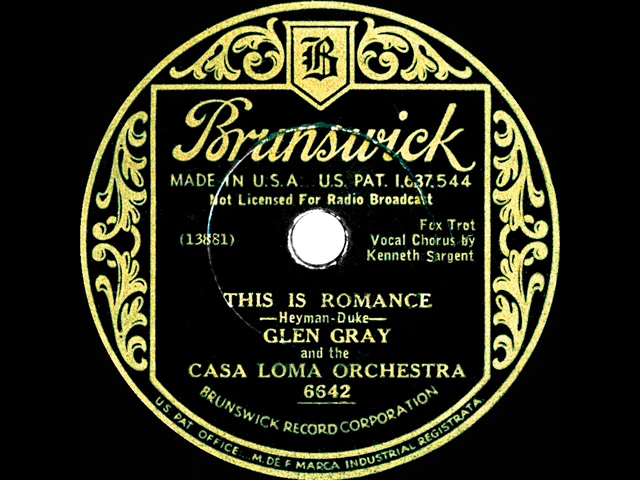 B
Brunswick
MADE IN U.S.A. U.S. PAT. 1,637,544
Not Licensed For Radio Broadcast
(13881)
Fox Trot
Vocal Chorus by
Kenneth Sargent
THIS IS ROMANCE
—Heyman-Duke—
GLEN GRAY
and the
CASA LOMA ORCHESTRA
6642
BRUNSWICK RECORD CORPORATION
U.S. PAT. OFFICE... M. DE F. MARCA INDUSTRIAL REGISTRATA.